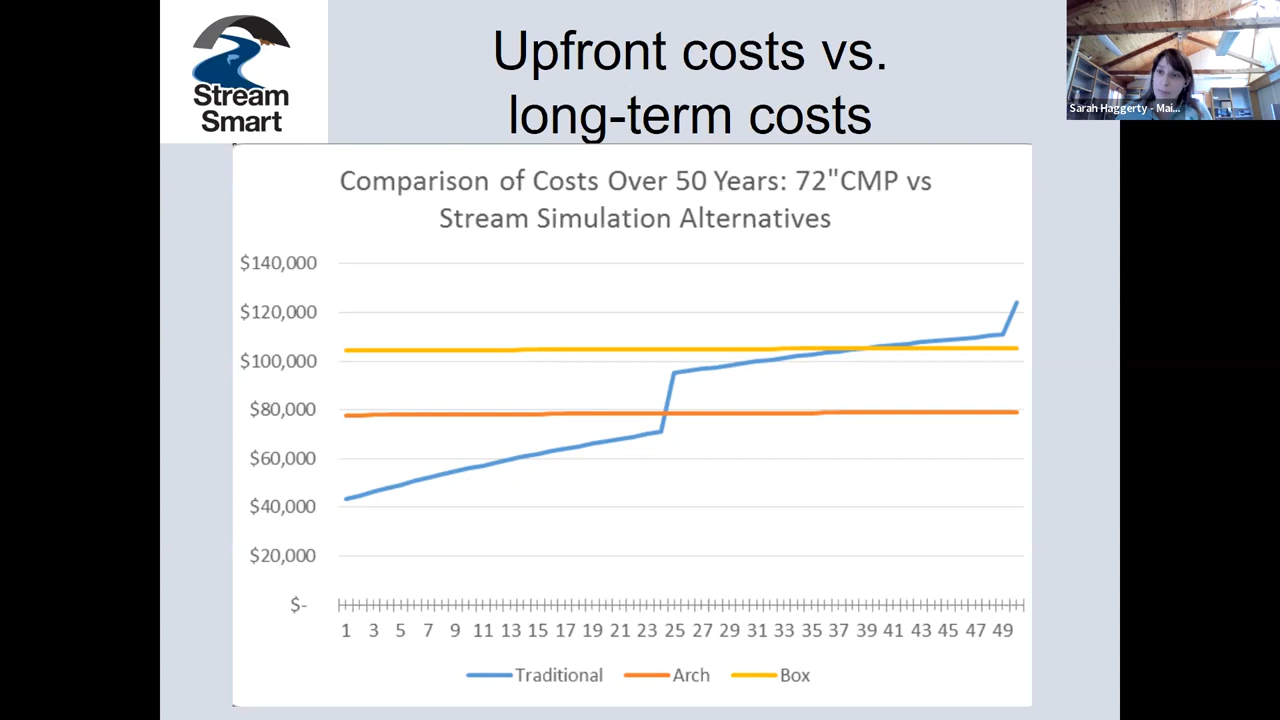 Stream
Smart
Upfront costs vs.
long-term costs
Sarah Haggerty - Mai...
Comparison of Costs Over 50 Years: 72"CMP vs
Stream Simulation Alternatives
$140,000
$120,000
$100,000
$80,000
$60,000
$40,000
$20,000
$-
1 3 5 7 9 11 13 15 17 19 21 23 25 27 29 31 33 35 37 39 41 43 45 47 49
Traditional Arch Box